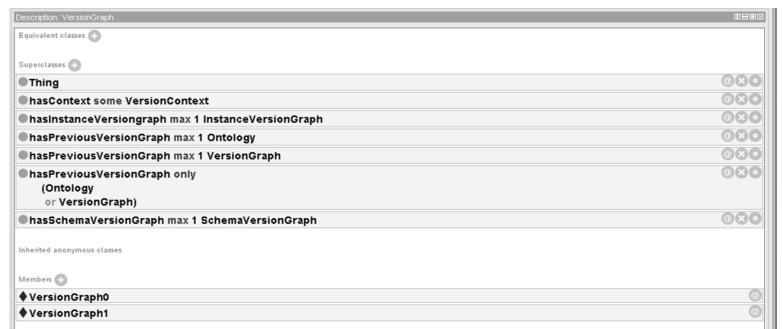 Description: VersionGraph
Equivalent classes
Superclasses
Thing
hasContext some VersionContext
hasInstanceVersiongraph max 1 InstanceVersionGraph
hasPreviousVersionGraph max 1 Ontology
hasPreviousVersionGraph max 1 VersionGraph
hasPreviousVersionGraph only
(Ontology
or VersionGraph)
hasSchemaVersionGraph max 1 SchemaVersionGraph
Inherited anonymous classes
Members
VersionGraph0
VersionGraph1